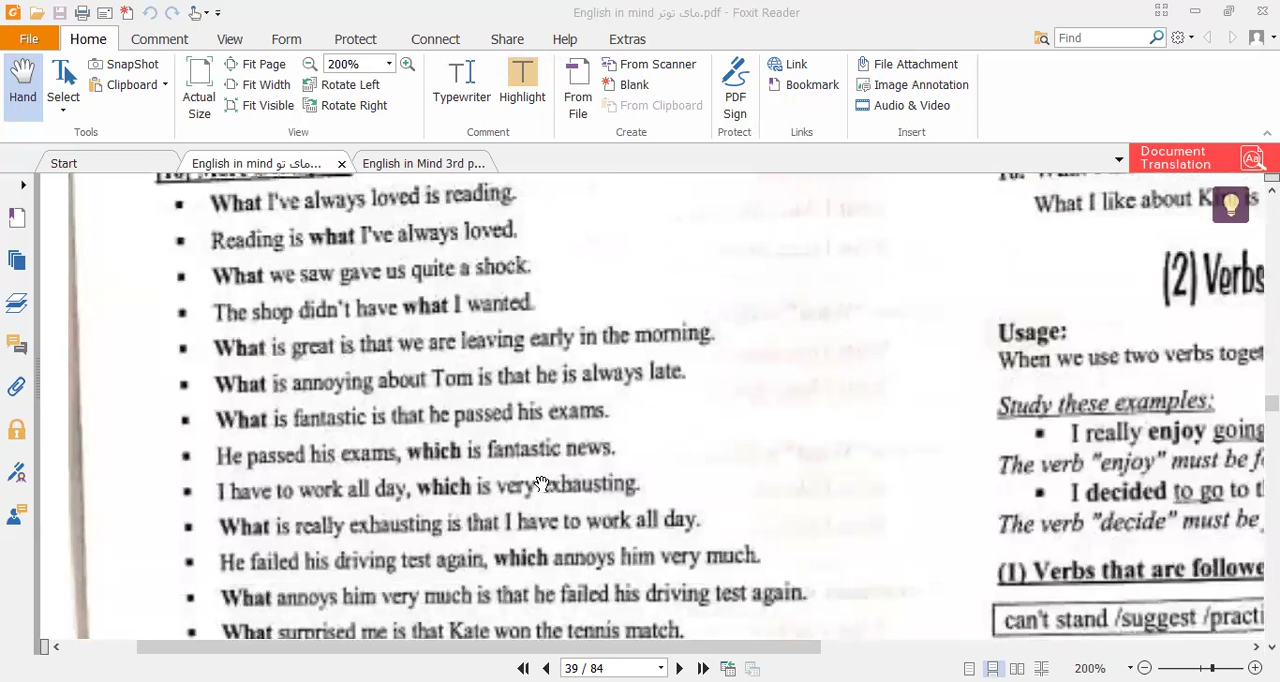 English in mind ماى توتر.pdf - Foxit Reader
File
Home
Comment
View
Form
Protect
Connect
Share
Help
Extras
Find
Hand
Select
SnapShot
Clipboard
Tools
Actual Size
Fit Page
Fit Width
Fit Visible
200%
Rotate Left
Rotate Right
View
Typewriter
Highlight
Comment
From File
From Scanner
Blank
From Clipboard
Create
PDF Sign
Protect
Link
Bookmark
Links
File Attachment
Image Annotation
Audio & Video
Insert
Start
English in mind ماى تو...
English in Mind 3rd p...
Document Translation
What I've always loved is reading.
Reading is what I've always loved.
What we saw gave us quite a shock.
The shop didn't have what I wanted.
What is great is that we are leaving early in the morning.
What is annoying about Tom is that he is always late.
What is fantastic is that he passed his exams.
He passed his exams, which is fantastic news.
I have to work all day, which is very exhausting.
What is really exhausting is that I have to work all day.
He failed his driving test again, which annoys him very much.
What annoys him very much is that he failed his driving test again.
What surprised me is that Kate won the tennis match.
What I like about
(2) Verbs
Usage:
When we use two verbs
Study these examples:
I really enjoy going
The verb "enjoy" must be
I decided to go to
The verb "decide" must be
(1) Verbs that are
can't stand /suggest
39 / 84
200%